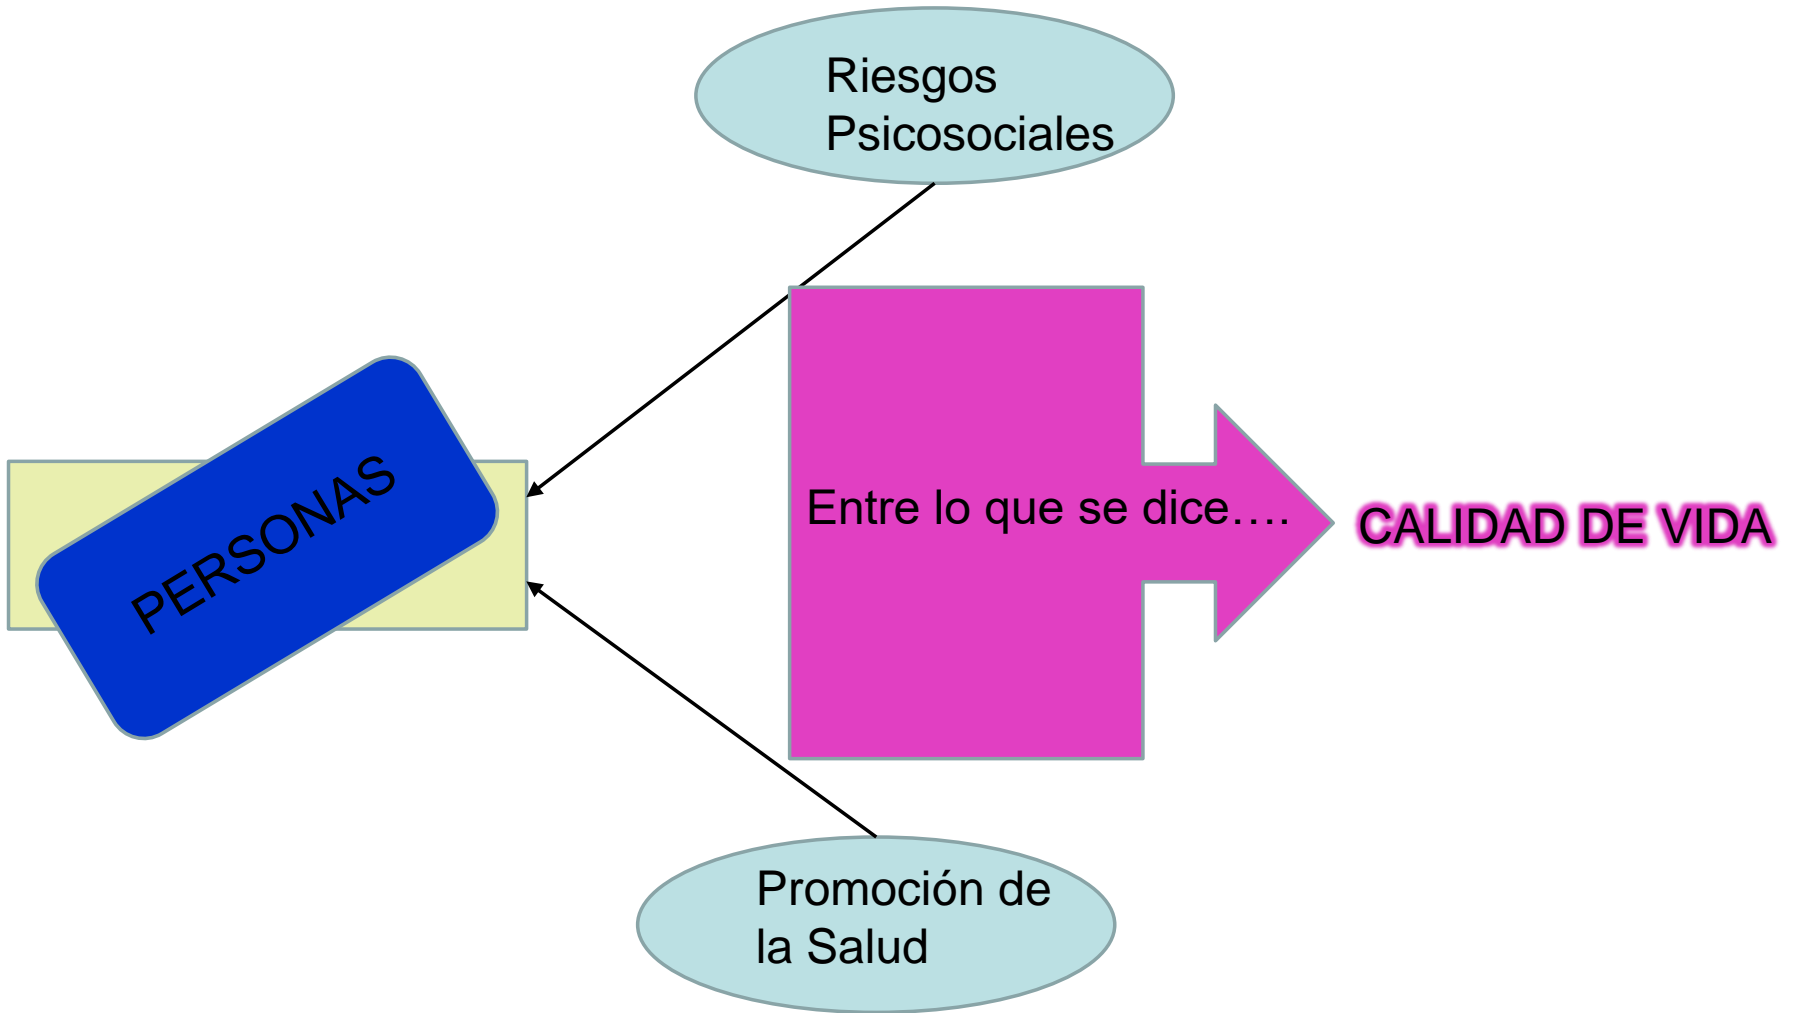 Riesgos
Psicosociales
PERSONAS
Entre lo que se dice….
CALIDAD DE VIDA
Promoción de
la Salud